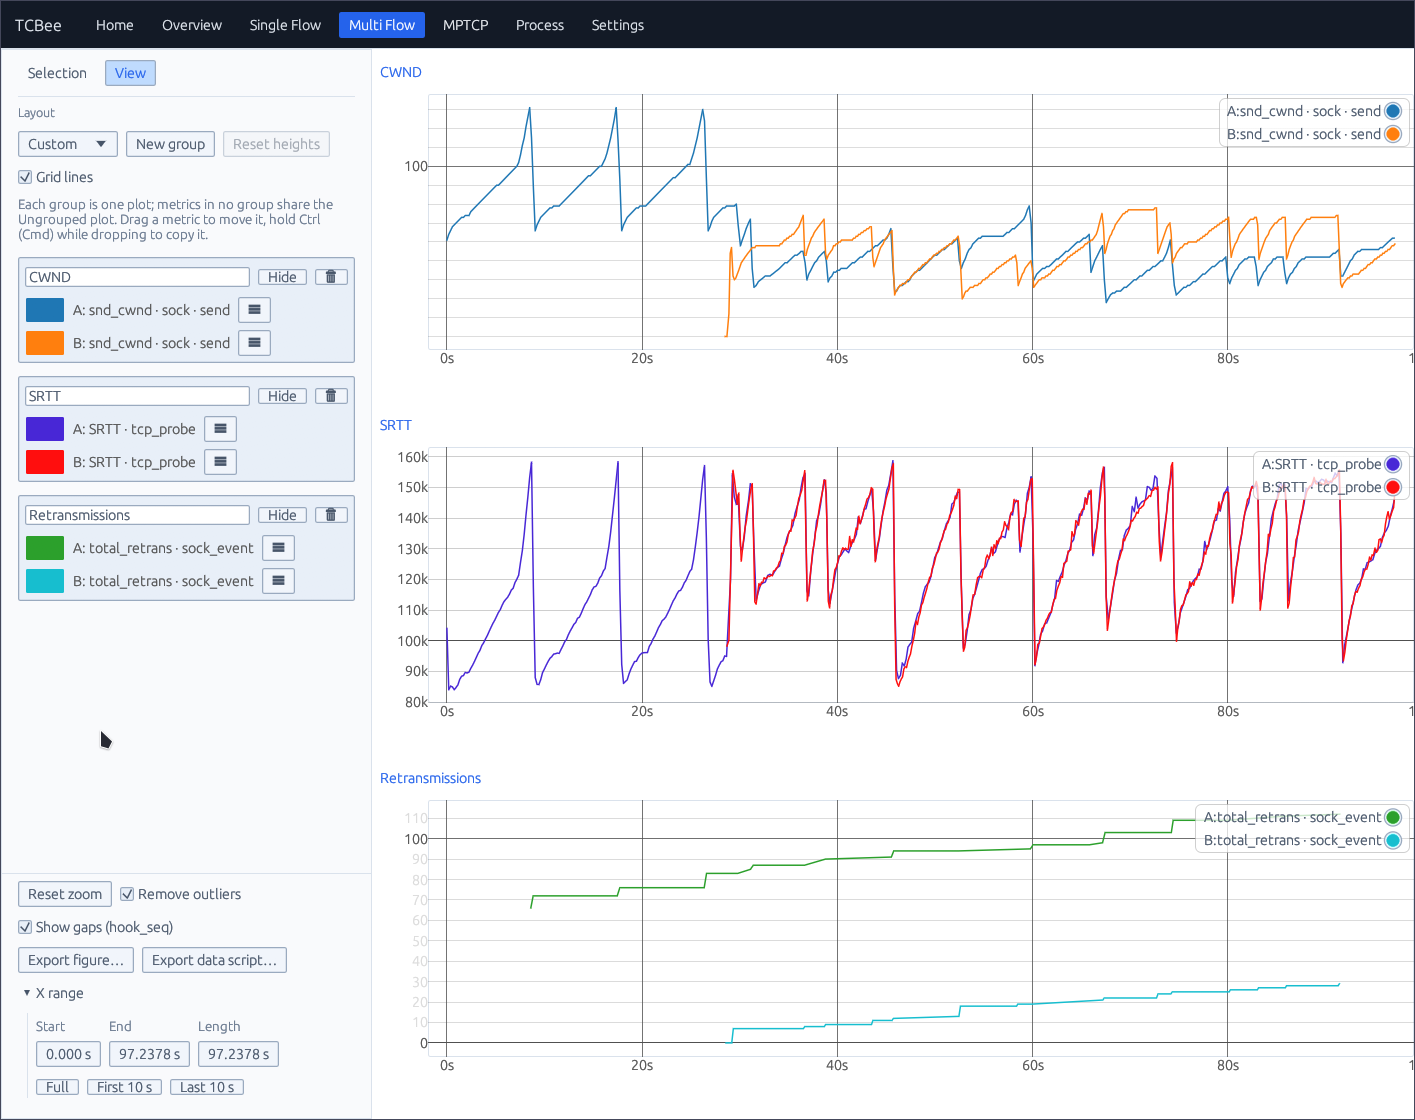 TCBee Home Overview Single Flow Multi Flow MPTCP Process Settings
Selection View
Layout
Custom New group Reset heights
Grid lines
Each group is one plot; metrics in no group share the
Ungrouped plot. Drag a metric to move it, hold Ctrl
(Cmd) while dropping to copy it.
CWND Hide
A: snd_cwnd · sock · send
B: snd_cwnd · sock · send
SRTT Hide
A: SRTT · tcp_probe
B: SRTT · tcp_probe
Retransmissions Hide
A: total_retrans · sock_event
B: total_retrans · sock_event
Reset zoom Remove outliers
Show gaps (hook_seq)
Export figure... Export data script...
X range
Start End Length
0.000 s 97.2378 s 97.2378 s
Full First 10 s Last 10 s
CWND
A:snd_cwnd · sock · send
B:snd_cwnd · sock · send
100
0s 20s 40s 60s 80s 1
SRTT
A:SRTT · tcp_probe
B:SRTT · tcp_probe
160k
150k
140k
130k
120k
110k
100k
90k
80k
0s 20s 40s 60s 80s 1
Retransmissions
A:total_retrans · sock_event
B:total_retrans · sock_event
110
100
90
80
70
60
50
40
30
20
10
0
0s 20s 40s 60s 80s 1